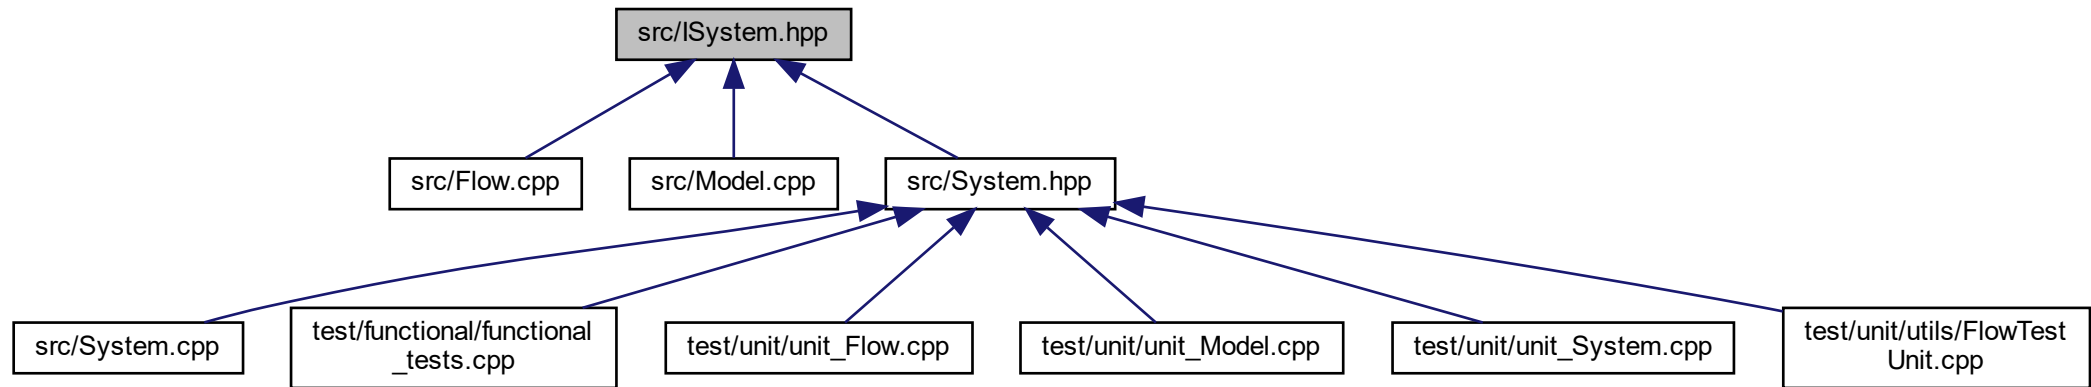 src/ISystem.hpp
src/Flow.cpp
src/Model.cpp
src/System.hpp
src/System.cpp
test/functional/functional
_tests.cpp
test/unit/unit_Flow.cpp
test/unit/unit_Model.cpp
test/unit/unit_System.cpp
test/unit/utils/FlowTest
Unit.cpp